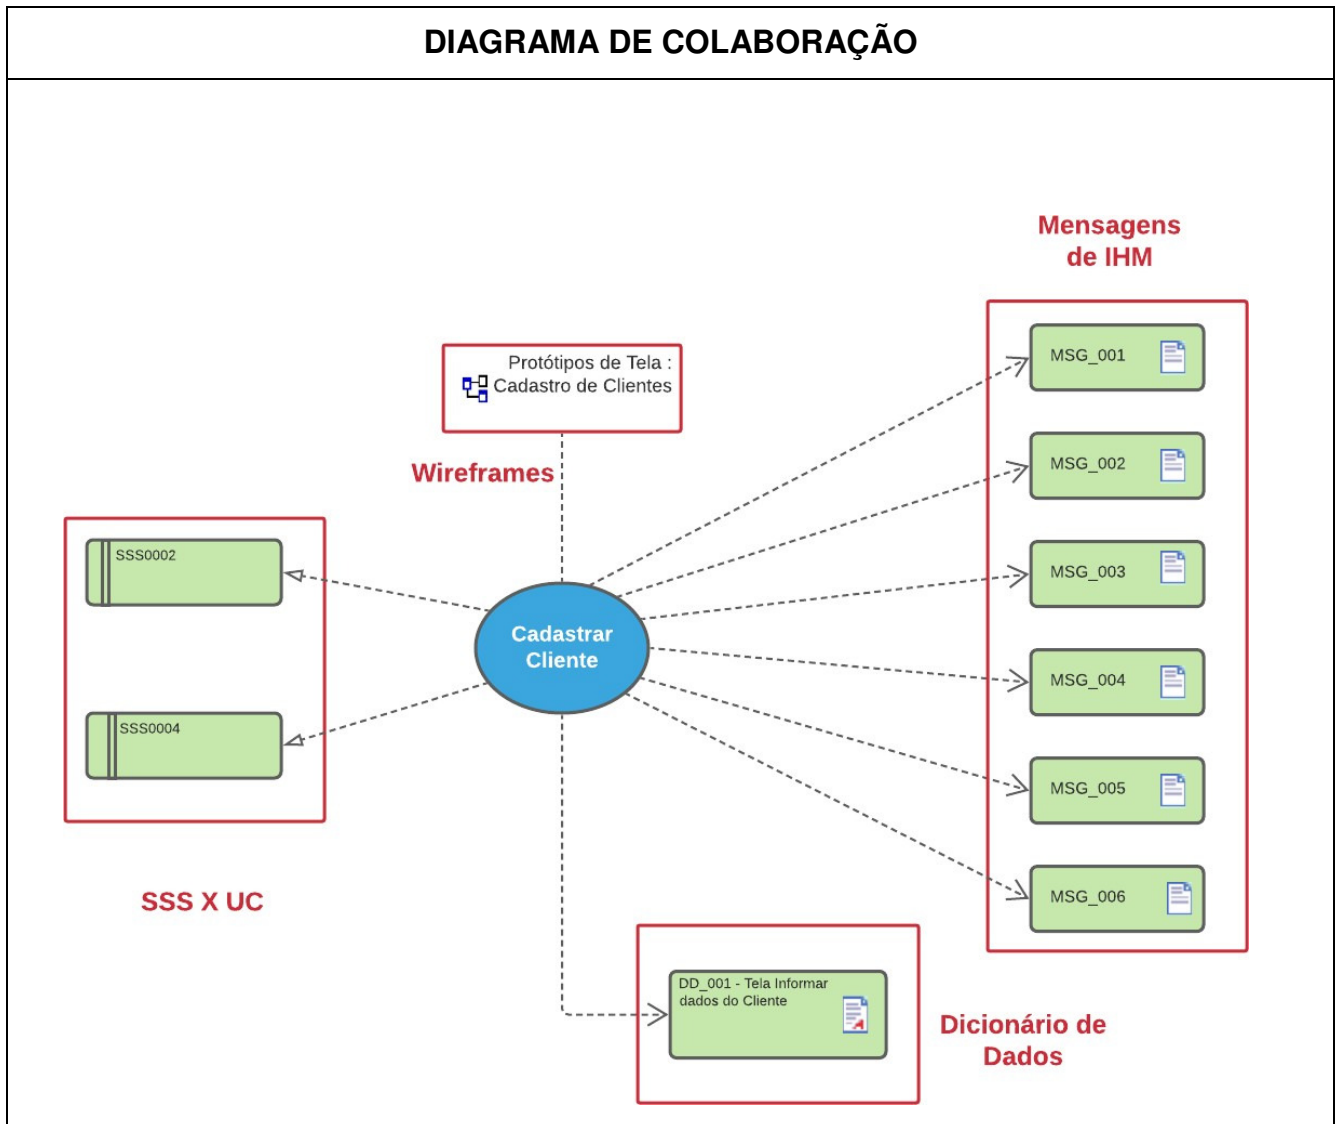 DIAGRAMA DE COLABORAÇÃO
Mensagens
de IHM
MSG_001
Protótipos de Tela :
Cadastro de Clientes
Wireframes
MSG_002
SSS0002
MSG_003
Cadastrar
Cliente
MSG_004
SSS0004
MSG_005
SSS X UC
MSG_006
DD_001 - Tela Informar
dados do Cliente
Dicionário de
Dados